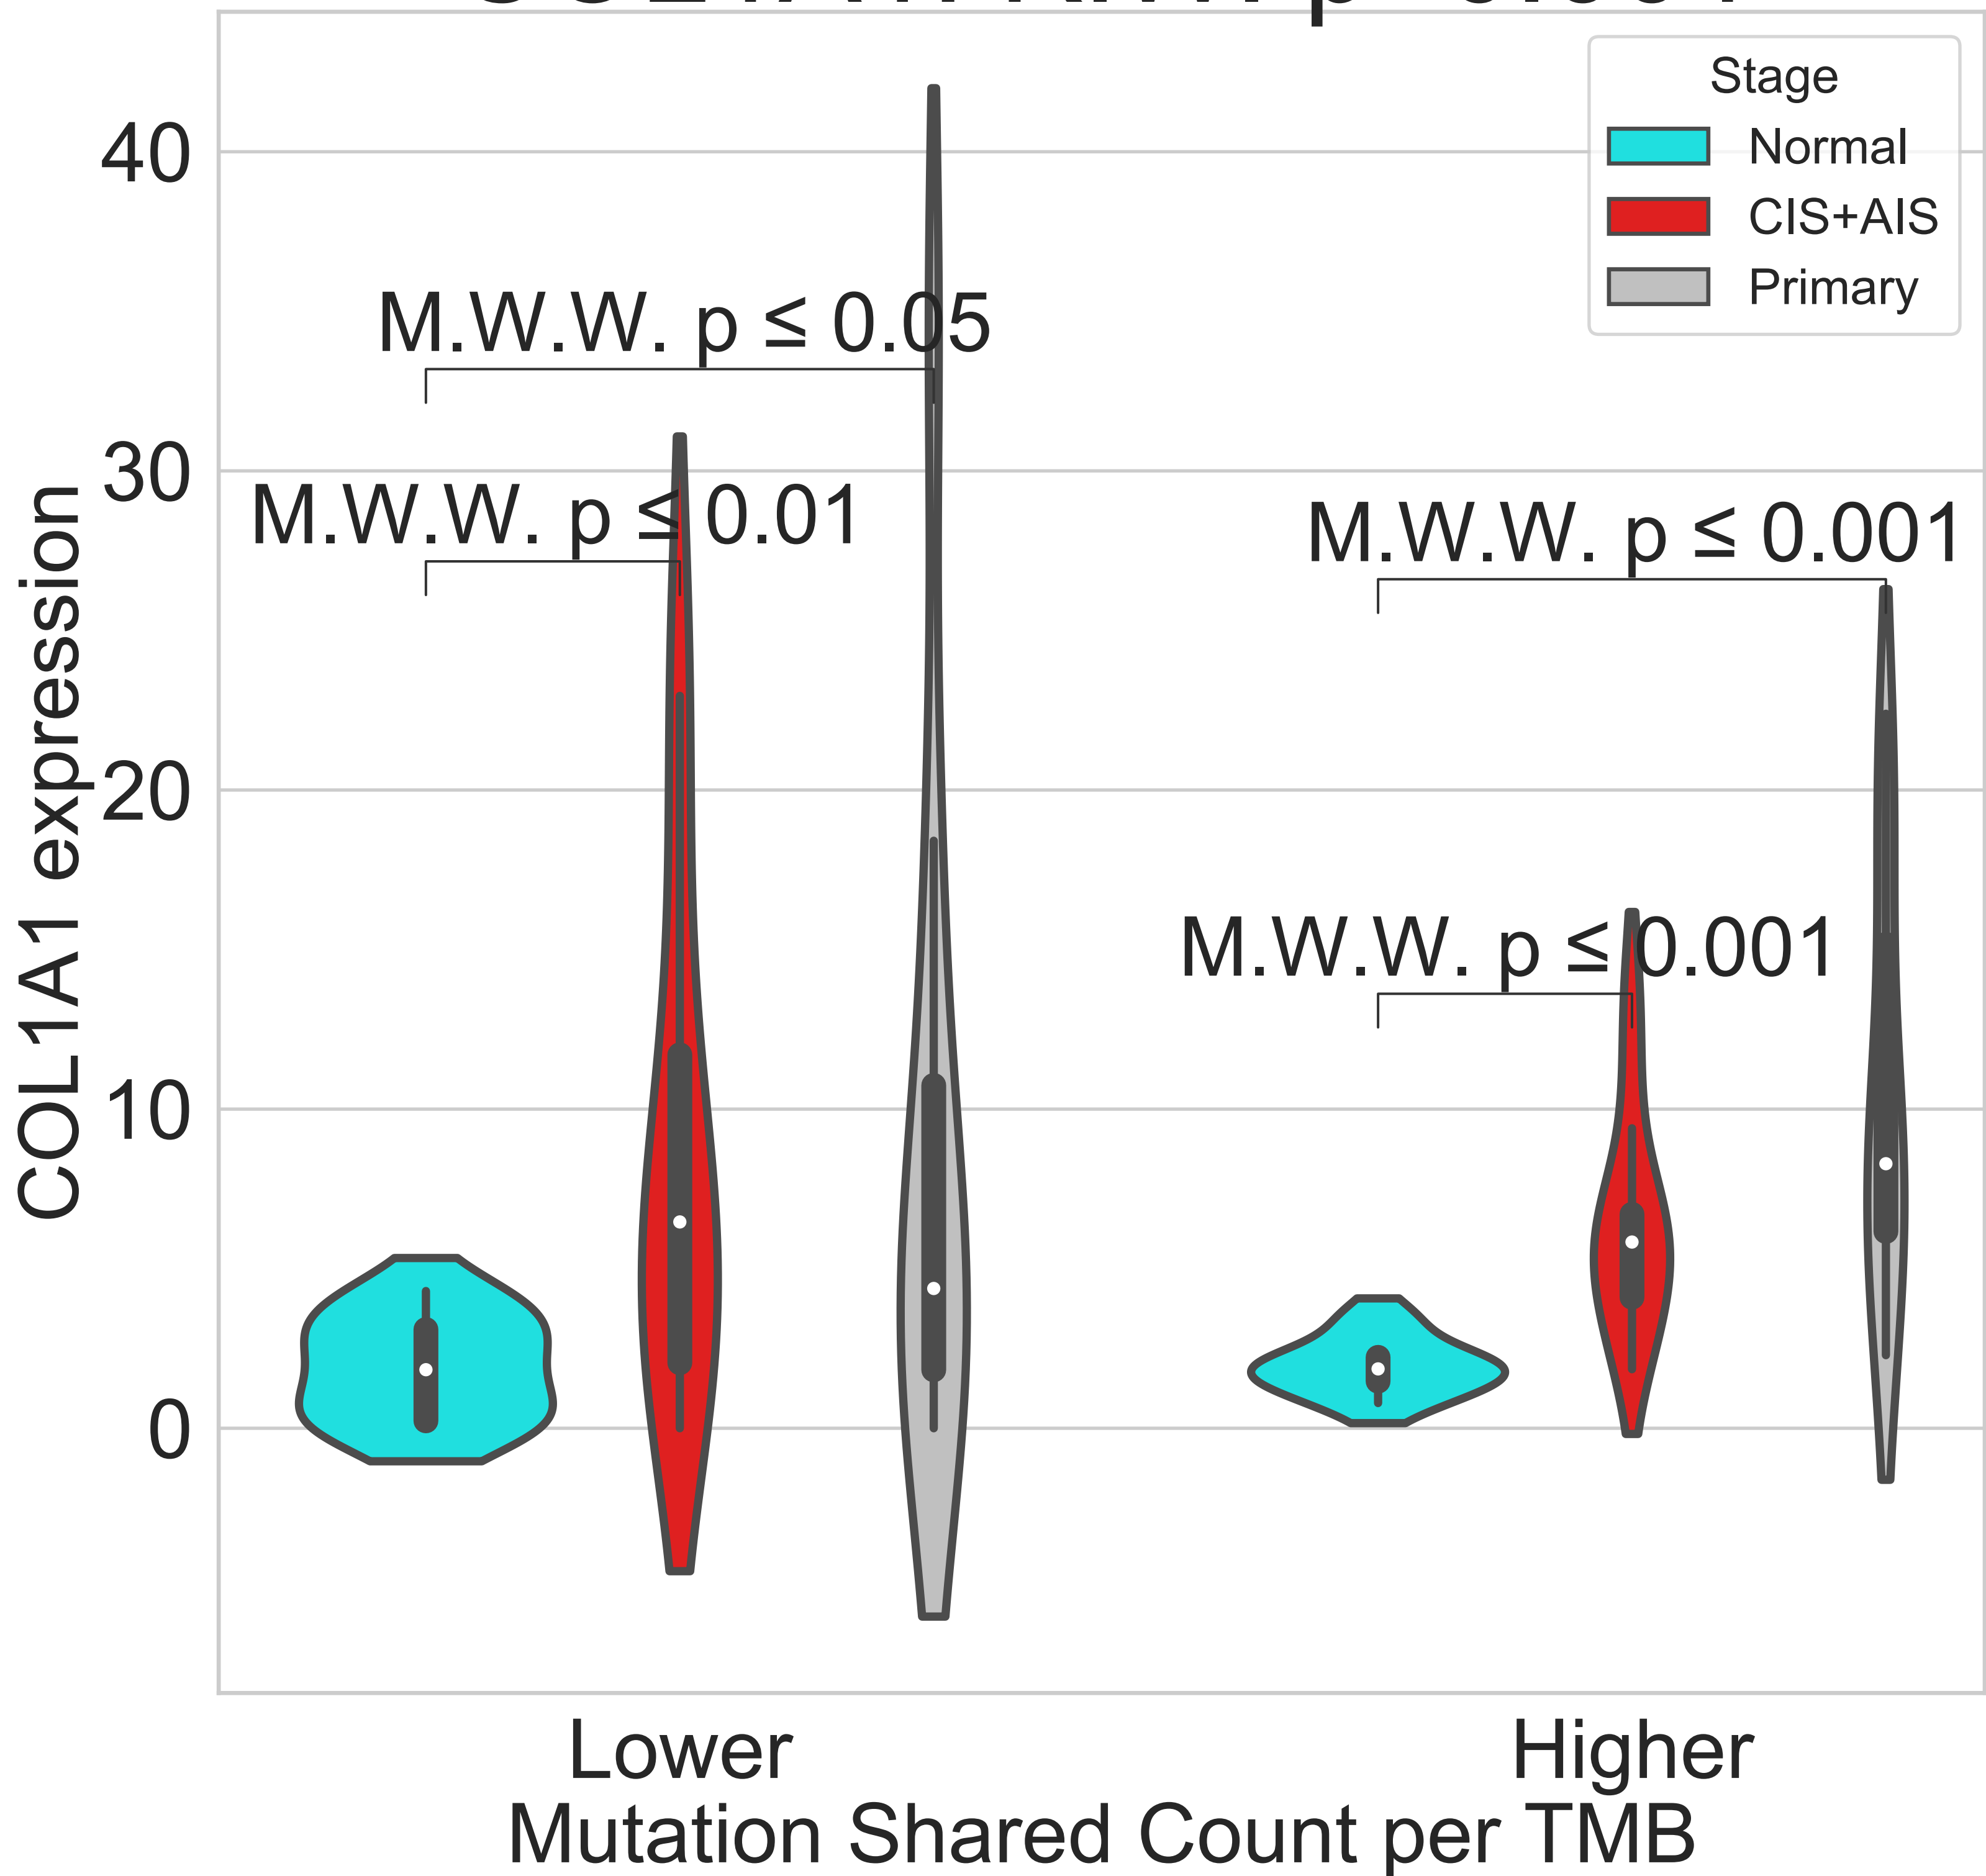 Stage
Normal
CIS+AIS
Primary
40
30
20
10
0
COL1A1 expression
M.W.W. p ≤ 0.05
M.W.W. p ≤ 0.01
M.W.W. p ≤ 0.001
M.W.W. p ≤ 0.001
Lower
Higher
Mutation Shared Count per TMB